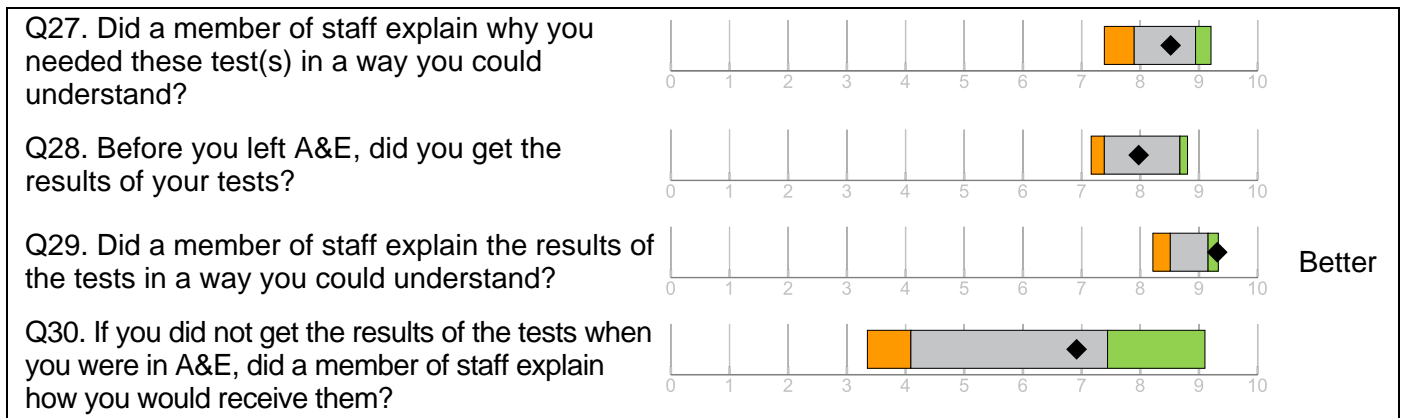 Q27. Did a member of staff explain why you
needed these test(s) in a way you could
understand?
0 1 2 3 4 5 6 7 8 9 10
Q28. Before you left A&E, did you get the
results of your tests?
0 1 2 3 4 5 6 7 8 9 10
Q29. Did a member of staff explain the results of
the tests in a way you could understand?
Better
0 1 2 3 4 5 6 7 8 9 10
Q30. If you did not get the results of the tests when
you were in A&E, did a member of staff explain
how you would receive them?
0 1 2 3 4 5 6 7 8 9 10